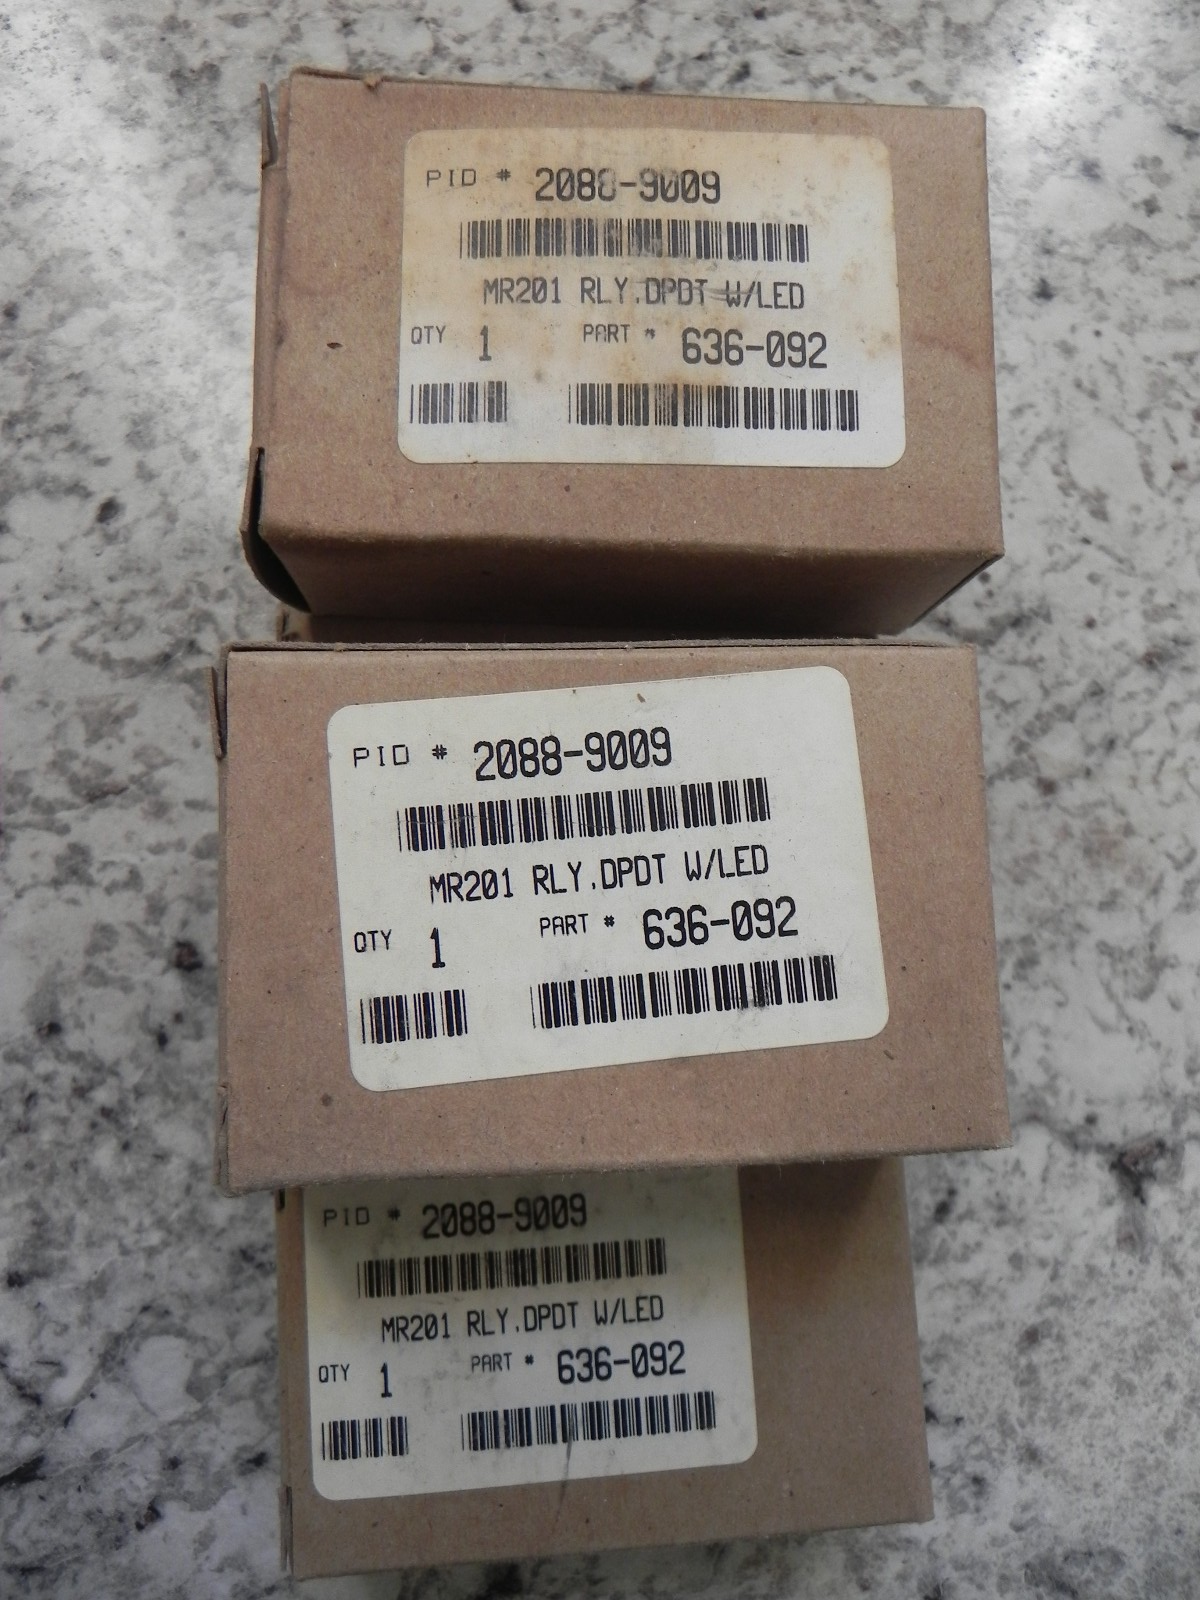 PID # 2088-9009
MR201 RLY.DPDT W/LED
QTY 1 PART # 636-092
PID # 2088-9009
MR201 RLY.DPDT W/LED
QTY 1 PART # 636-092
PID # 2088-9009
MR201 RLY.DPDT W/LED
QTY 1 PART # 636-092